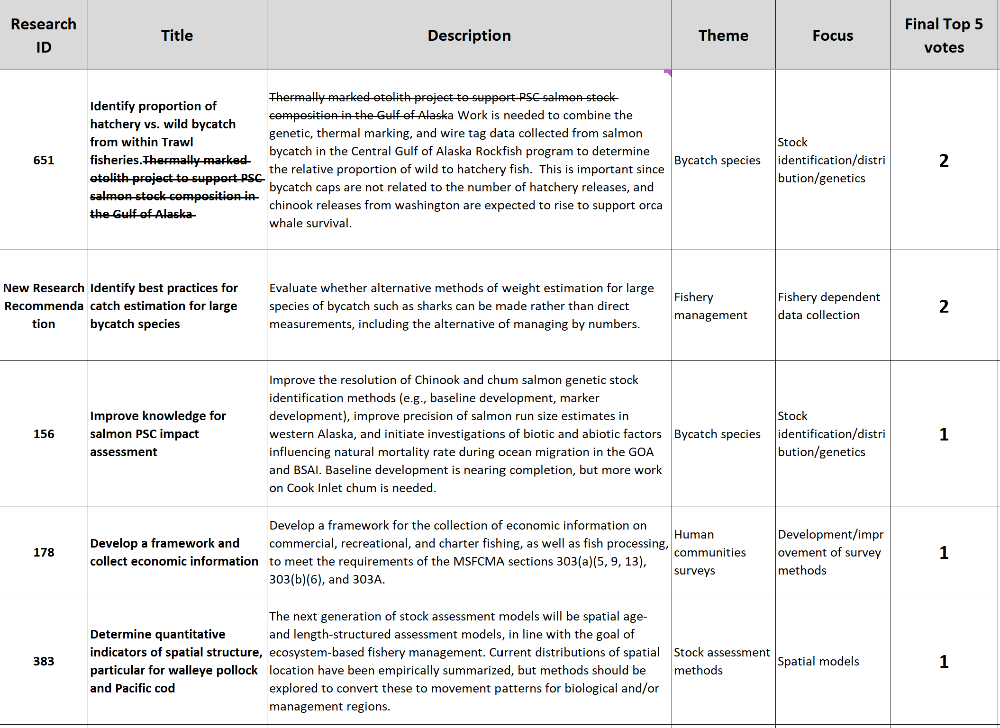 Research
ID
Title
Description
Theme
Focus
Final Top 5
votes
651
Identify proportion of
hatchery vs. wild bycatch
from within Trawl
fisheries.Thermally marked
otolith project to support PSC
salmon stock composition in
the Gulf of Alaska
Thermally marked otolith project to support PSC salmon stock
composition in the Gulf of Alaska Work is needed to combine the
genetic, thermal marking, and wire tag data collected from salmon
bycatch in the Central Gulf of Alaska Rockfish program to determine
the relative proportion of wild to hatchery fish.  This is important since
bycatch caps are not related to the number of hatchery releases, and
chinook releases from washington are expected to rise to support orca
whale survival.
Bycatch species
Stock
identification/distri
bution/genetics
2
New Research
Recommenda
tion
Identify best practices for
catch estimation for large
bycatch species
Evaluate whether alternative methods of weight estimation for large
species of bycatch such as sharks can be made rather than direct
measurements, including the alternative of managing by numbers.
Fishery
management
Fishery dependent
data collection
2
156
Improve knowledge for
salmon PSC impact
assessment
Improve the resolution of Chinook and chum salmon genetic stock
identification methods (e.g., baseline development, marker
development), improve precision of salmon run size estimates in
western Alaska, and initiate investigations of biotic and abiotic factors
influencing natural mortality rate during ocean migration in the GOA
and BSAI. Baseline development is nearing completion, but more work
on Cook Inlet chum is needed.
Bycatch species
Stock
identification/distri
bution/genetics
1
178
Develop a framework and
collect economic information
Develop a framework for the collection of economic information on
commercial, recreational, and charter fishing, as well as fish processing,
to meet the requirements of the MSFCMA sections 303(a)(5, 9, 13),
303(b)(6), and 303A.
Human
communities
surveys
Development/impr
ovement of survey
methods
1
383
Determine quantitative
indicators of spatial structure,
particular for walleye pollock
and Pacific cod
The next generation of stock assessment models will be spatial age-
and length-structured assessment models, in line with the goal of
ecosystem-based fishery management. Current distributions of spatial
location have been empirically summarized, but methods should be
explored to convert these to movement patterns for biological and/or
management regions.
Stock assessment
methods
Spatial models
1